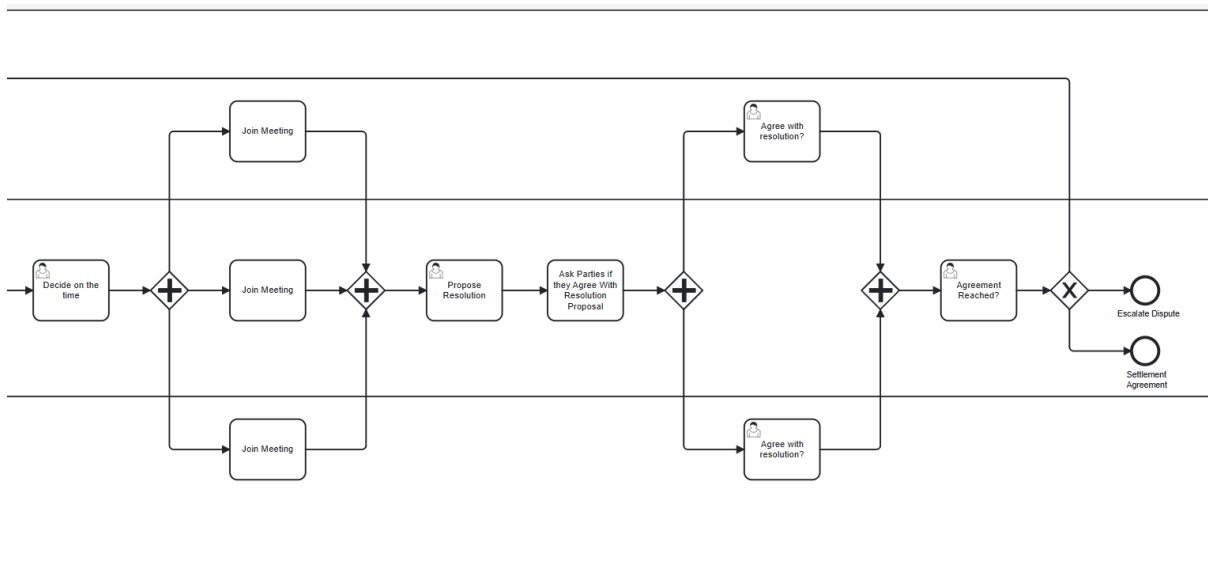 Join Meeting
Agree with
resolution?
Decide on the
time
Join Meeting
Propose
Resolution
Ask Parties if
they Agree With
Resolution
Proposal
Agreement
Reached?
Escalate Dispute
Settlement
Agreement
Join Meeting
Agree with
resolution?